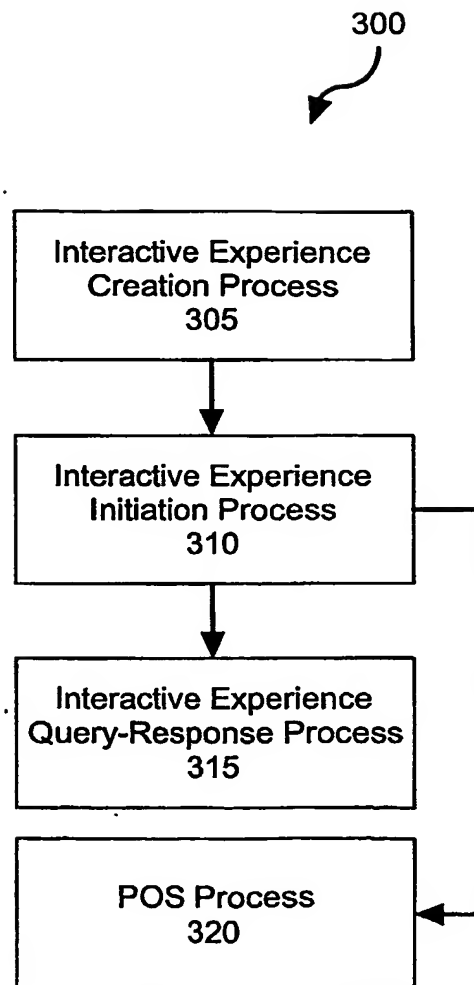 300
Interactive Experience
Creation Process
305
Interactive Experience
Initiation Process
310
Interactive Experience
Query-Response Process
315
POS Process
320